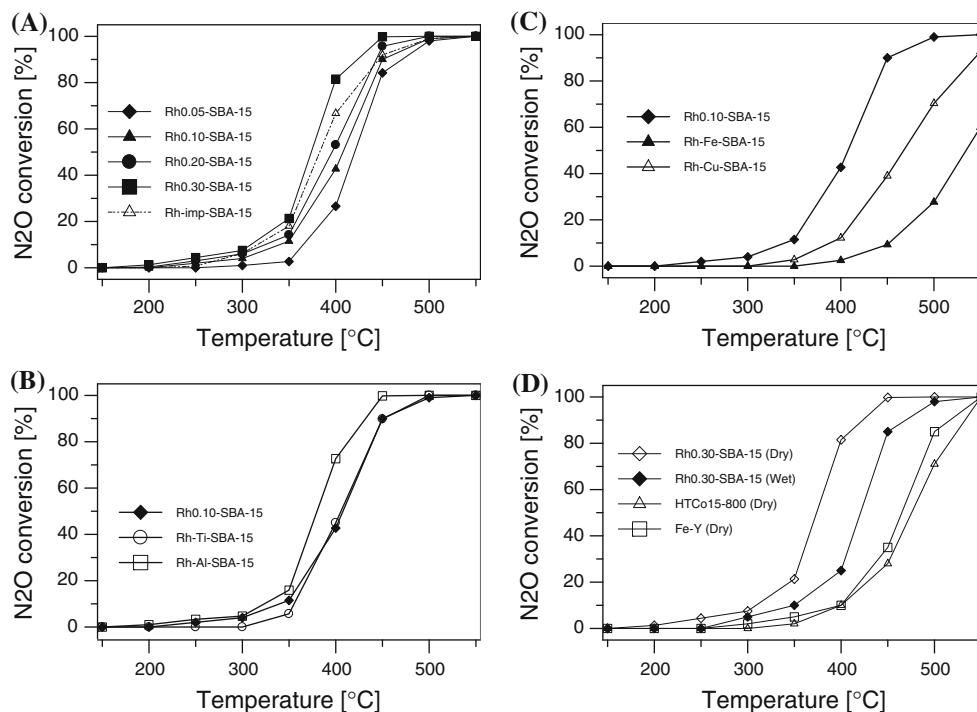 (A)
N2O conversion [%]
100
80
60
40
20
0
Rh0.05-SBA-15
Rh0.10-SBA-15
Rh0.20-SBA-15
Rh0.30-SBA-15
Rh-imp-SBA-15
200 300 400 500
Temperature [°C]
(B)
N2O conversion [%]
100
80
60
40
20
0
Rh0.10-SBA-15
Rh-Ti-SBA-15
Rh-Al-SBA-15
200 300 400 500
Temperature [°C]
(C)
N2O conversion [%]
100
80
60
40
20
0
Rh0.10-SBA-15
Rh-Fe-SBA-15
Rh-Cu-SBA-15
200 300 400 500
Temperature [°C]
(D)
N2O conversion [%]
100
80
60
40
20
0
Rh0.30-SBA-15 (Dry)
Rh0.30-SBA-15 (Wet)
HTCo15-800 (Dry)
Fe-Y (Dry)
200 300 400 500
Temperature [°C]